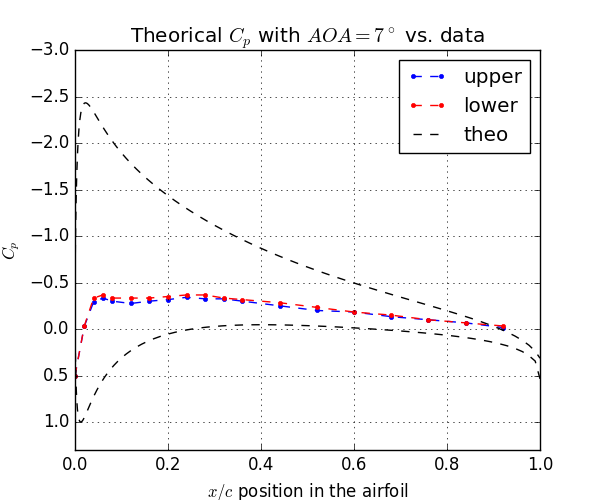 Theorical Cp with AOA = 7° vs. data
−3.0
−2.5
−2.0
−1.5
−1.0
−0.5
0.0
0.5
1.0
Cp
upper
lower
theo
0.0 0.2 0.4 0.6 0.8 1.0
x/c position in the airfoil